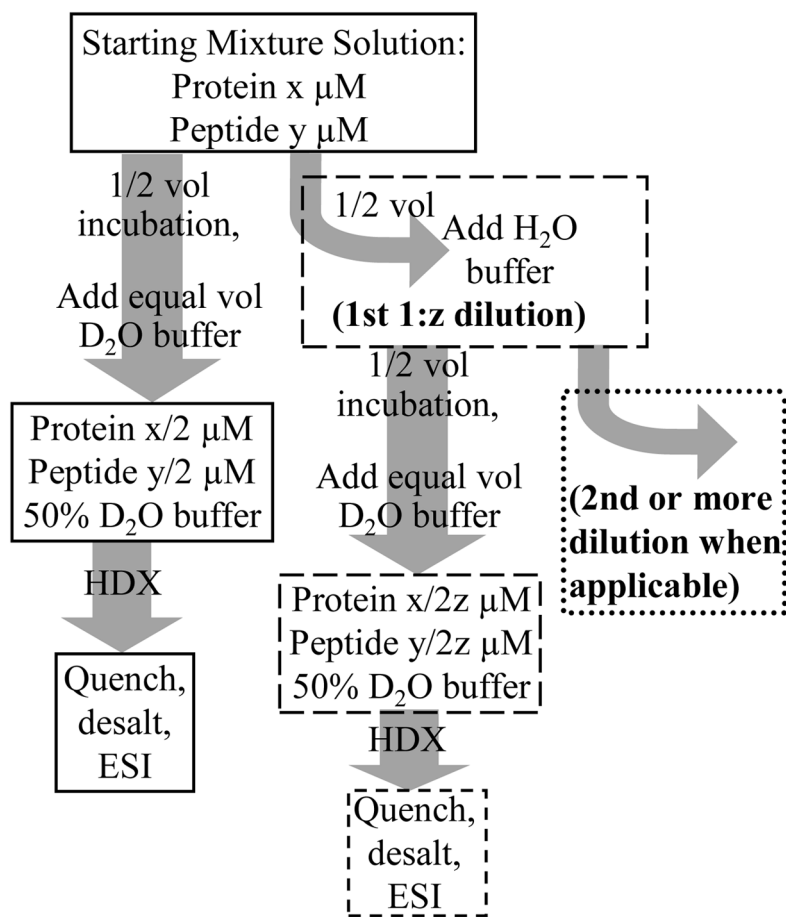 Starting Mixture Solution:
Protein x µM
Peptide y µM
1/2 vol
incubation,
Add equal vol
D₂O buffer
Protein x/2 µM
Peptide y/2 µM
50% D₂O buffer
HDX
Quench,
desalt,
ESI
1/2 vol
Add H₂O
buffer
(1st 1:z dilution)
1/2 vol
incubation,
Add equal vol
D₂O buffer
Protein x/2z µM
Peptide y/2z µM
50% D₂O buffer
HDX
Quench,
desalt,
ESI
(2nd or more
dilution when
applicable)